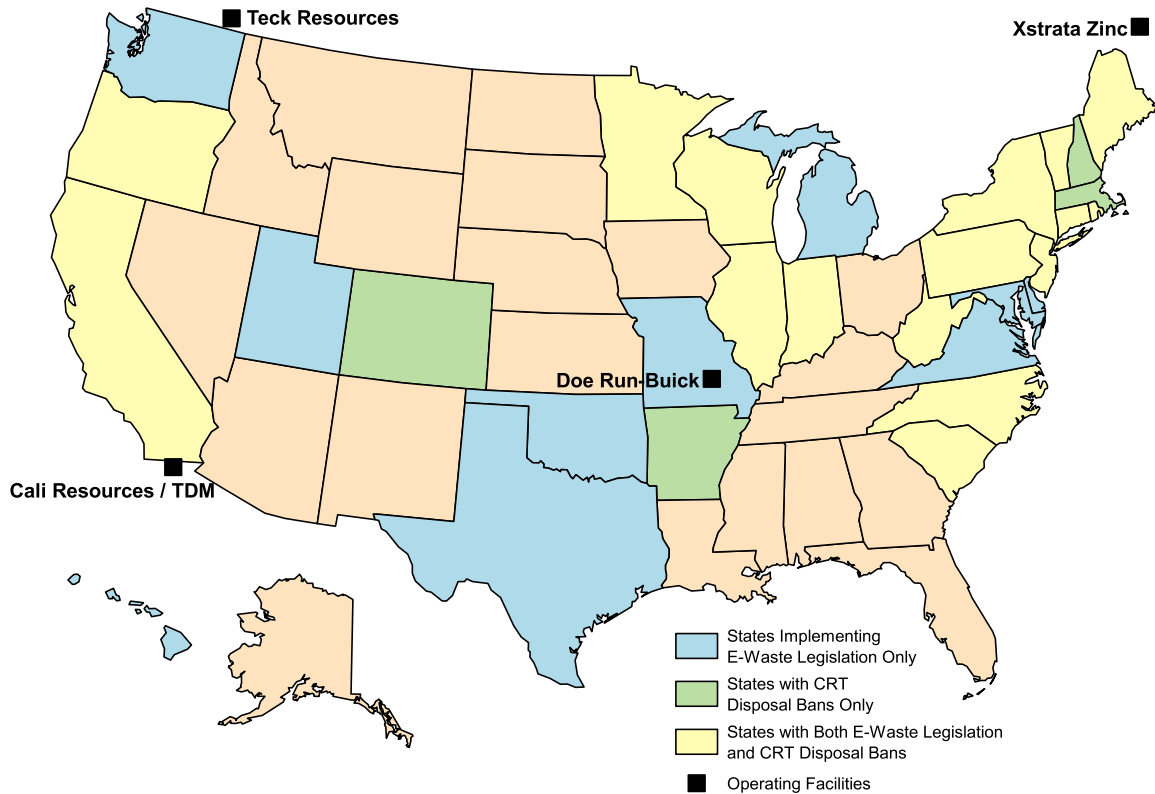 Teck Resources
Xstrata Zinc
Doe Run-Buick
Cali Resources / TDM
States Implementing
E-Waste Legislation Only
States with CRT
Disposal Bans Only
States with Both E-Waste Legislation
and CRT Disposal Bans
Operating Facilities